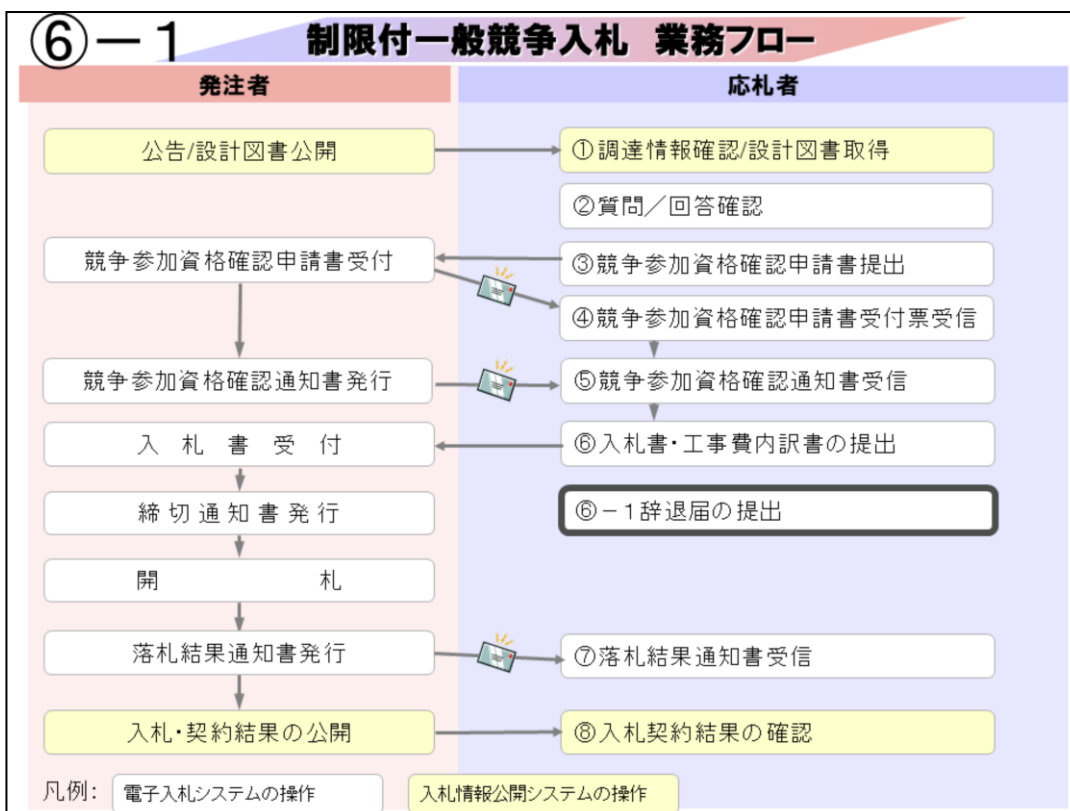 ⑥－1 制限付一般競争入札 業務フロー
発注者
応札者
公告/設計図書公開
①調達情報確認/設計図書取得
②質問／回答確認
競争参加資格確認申請書受付
③競争参加資格確認申請書提出
④競争参加資格確認申請書受付票受信
競争参加資格確認通知書発行
⑤競争参加資格確認通知書受信
入 札 書 受 付
⑥入札書・工事費内訳書の提出
締切通知書発行
⑥－1辞退届の提出
開 札
落札結果通知書発行
⑦落札結果通知書受信
入札・契約結果の公開
⑧入札契約結果の確認
凡例： 電子入札システムの操作 入札情報公開システムの操作